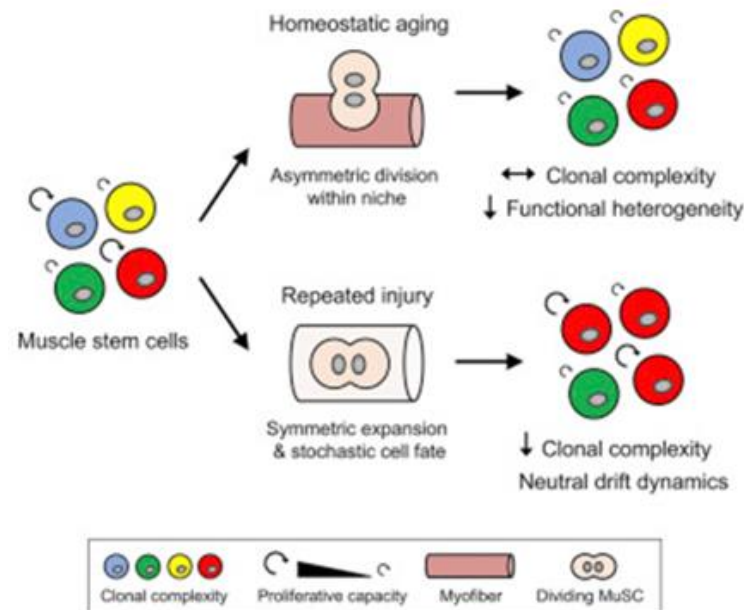 Homeostatic aging
Asymmetric division
within niche
↔ Clonal complexity
↓ Functional heterogeneity
Muscle stem cells
Repeated injury
Symmetric expansion
& stochastic cell fate
↓ Clonal complexity
Neutral drift dynamics
Clonal complexity
Proliferative capacity
Myofiber
Dividing MuSC